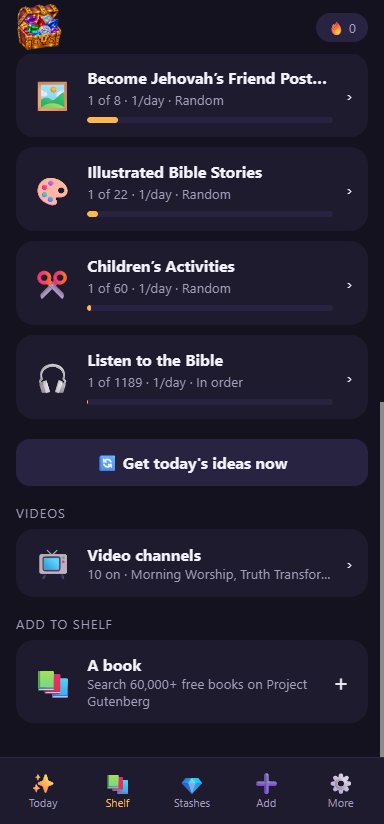 0
Become Jehovah's Friend Post...
1 of 8 · 1/day · Random
Illustrated Bible Stories
1 of 22 · 1/day · Random
Children's Activities
1 of 60 · 1/day · Random
Listen to the Bible
1 of 1189 · 1/day · In order
Get today's ideas now
VIDEOS
Video channels
10 on · Morning Worship, Truth Transfor...
ADD TO SHELF
A book
Search 60,000+ free books on Project
Gutenberg
Today Shelf Stashes Add More